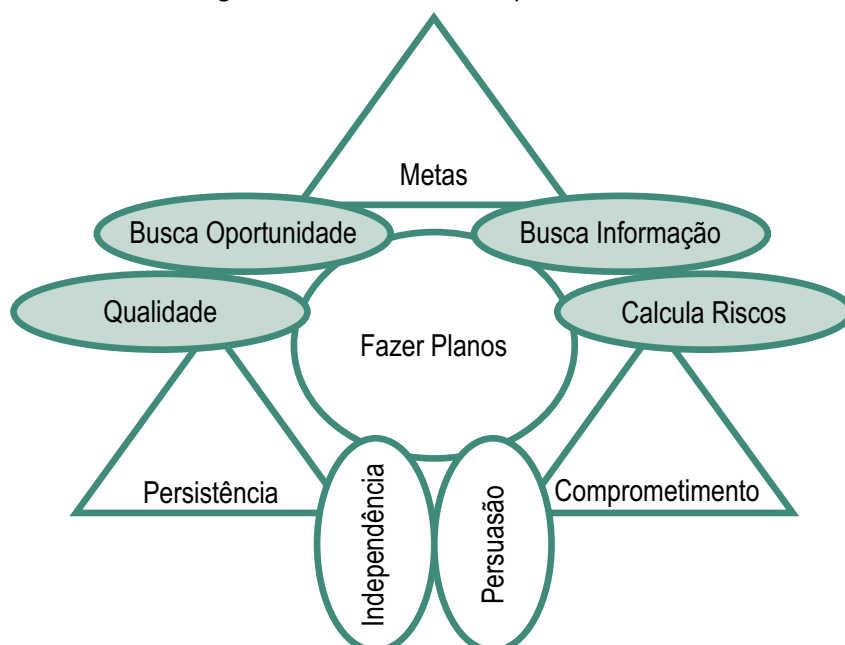 Metas
Busca Oportunidade
Busca Informação
Qualidade
Calcula Riscos
Fazer Planos
Persistência
Comprometimento
Independência
Persuasão